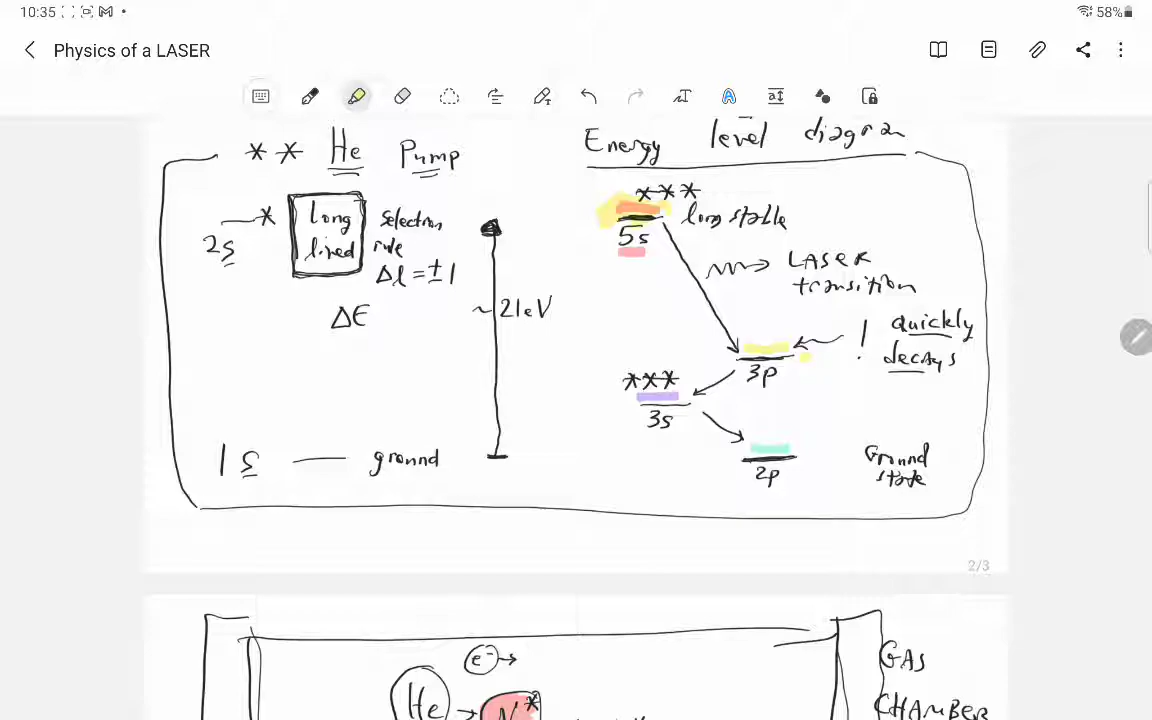 10:35
58%
Physics of a LASER
** He Pump
2s * Long lived
selection rule
Δl = ±1
ΔE
~21eV
1s — ground
Energy level diagram
***
long stable
5s
LASER transition
! quickly decays
3p
***
3s
2p
Ground state
2/3
e⁻
He
N*
GAS CHAMBER